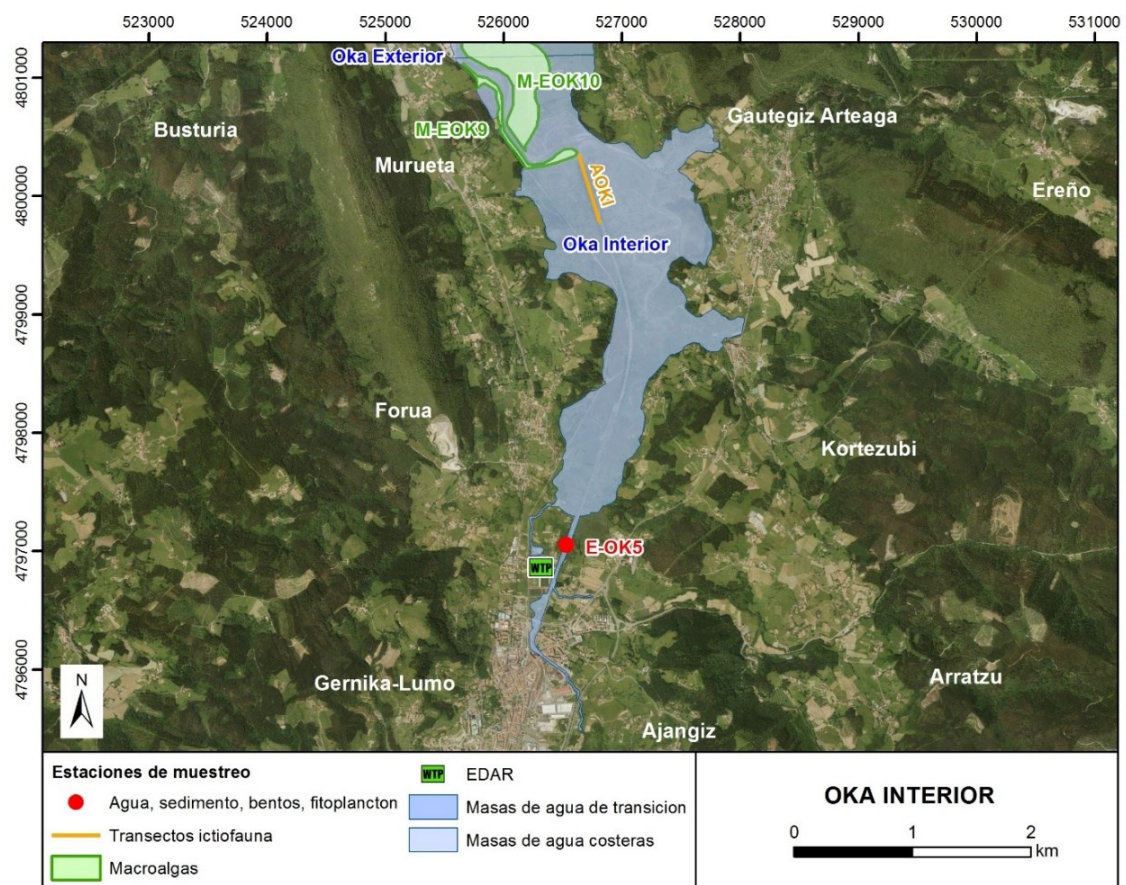 523000 524000 525000 526000 527000 528000 529000 530000 531000
4801000
4800000
4799000
4798000
4797000
4796000
Oka Exterior
M-EOK10
Busturia
M-EOK9
Gautegiz Arteaga
Murueta
AOKI
Ereño
Oka Interior
Forua
Kortezubi
E-OK5
WTP
Gernika-Lumo
Arratzu
Ajangiz
N
Estaciones de muestreo
Agua, sedimento, bentos, fitoplancton
Transectos ictiofauna
Macroalgas
WTP EDAR
Masas de agua de transicion
Masas de agua costeras
OKA INTERIOR
0 1 2
km